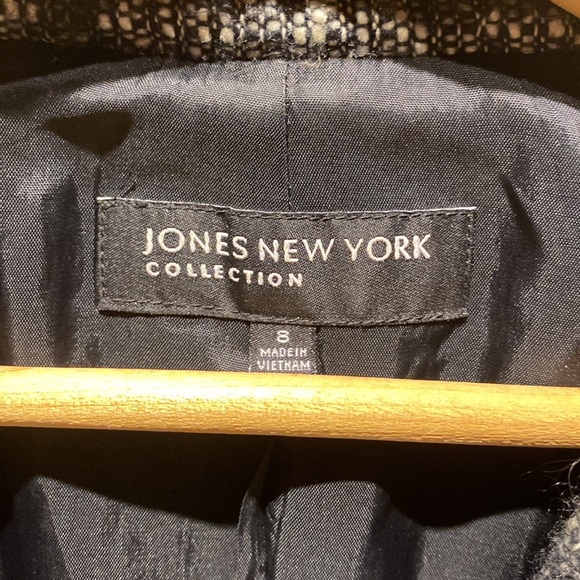 JONES NEW YORK
COLLECTION
8
MADE IN
VIETNAM